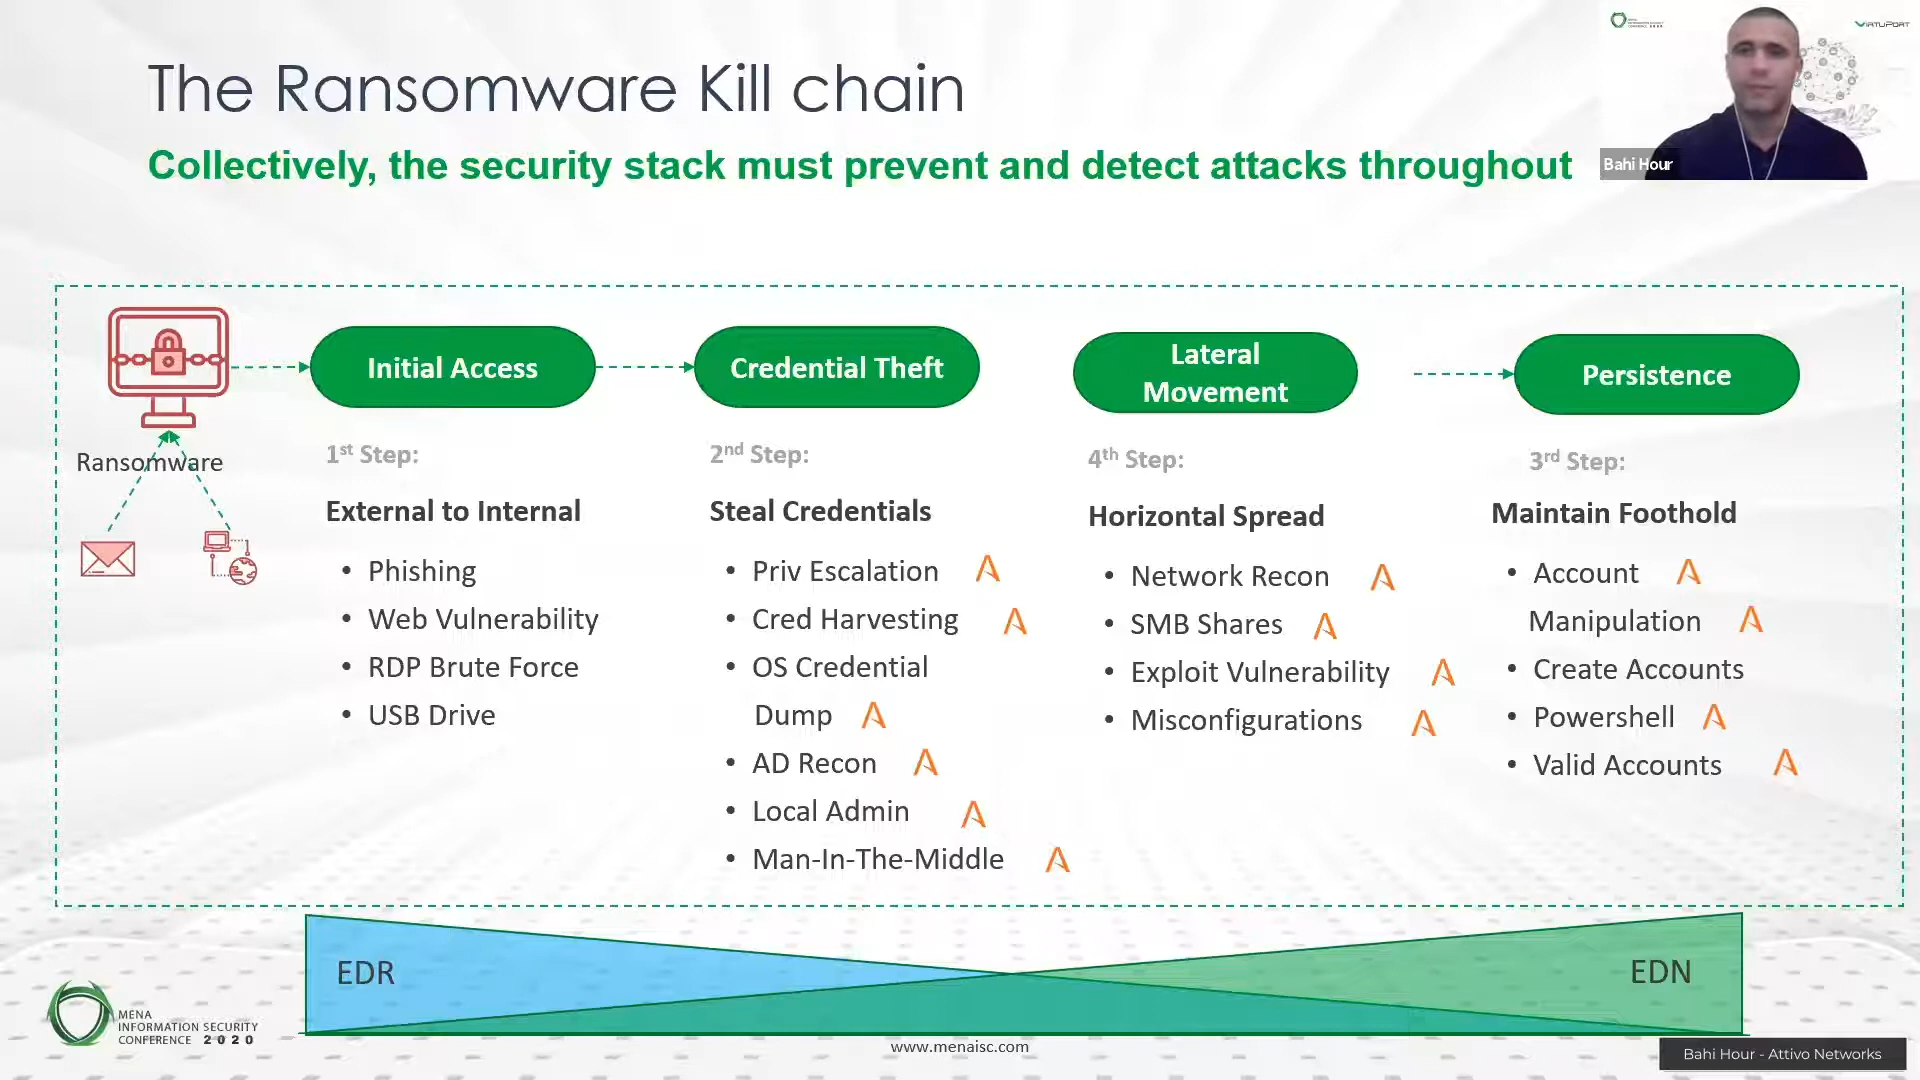 The Ransomware Kill chain
Collectively, the security stack must prevent and detect attacks throughout
VIRTUPORT
Bahi Hour
Ransomware
Initial Access
1st Step:
External to Internal
• Phishing
• Web Vulnerability
• RDP Brute Force
• USB Drive
Credential Theft
2nd Step:
Steal Credentials
• Priv Escalation
• Cred Harvesting
• OS Credential
Dump
• AD Recon
• Local Admin
• Man-In-The-Middle
Lateral
Movement
4th Step:
Horizontal Spread
• Network Recon
• SMB Shares
• Exploit Vulnerability
• Misconfigurations
Persistence
3rd Step:
Maintain Foothold
• Account
Manipulation
• Create Accounts
• Powershell
• Valid Accounts
EDR
EDN
MENA
INFORMATION SECURITY
CONFERENCE 2020
www.menaisc.com
Bahi Hour - Attivo Networks